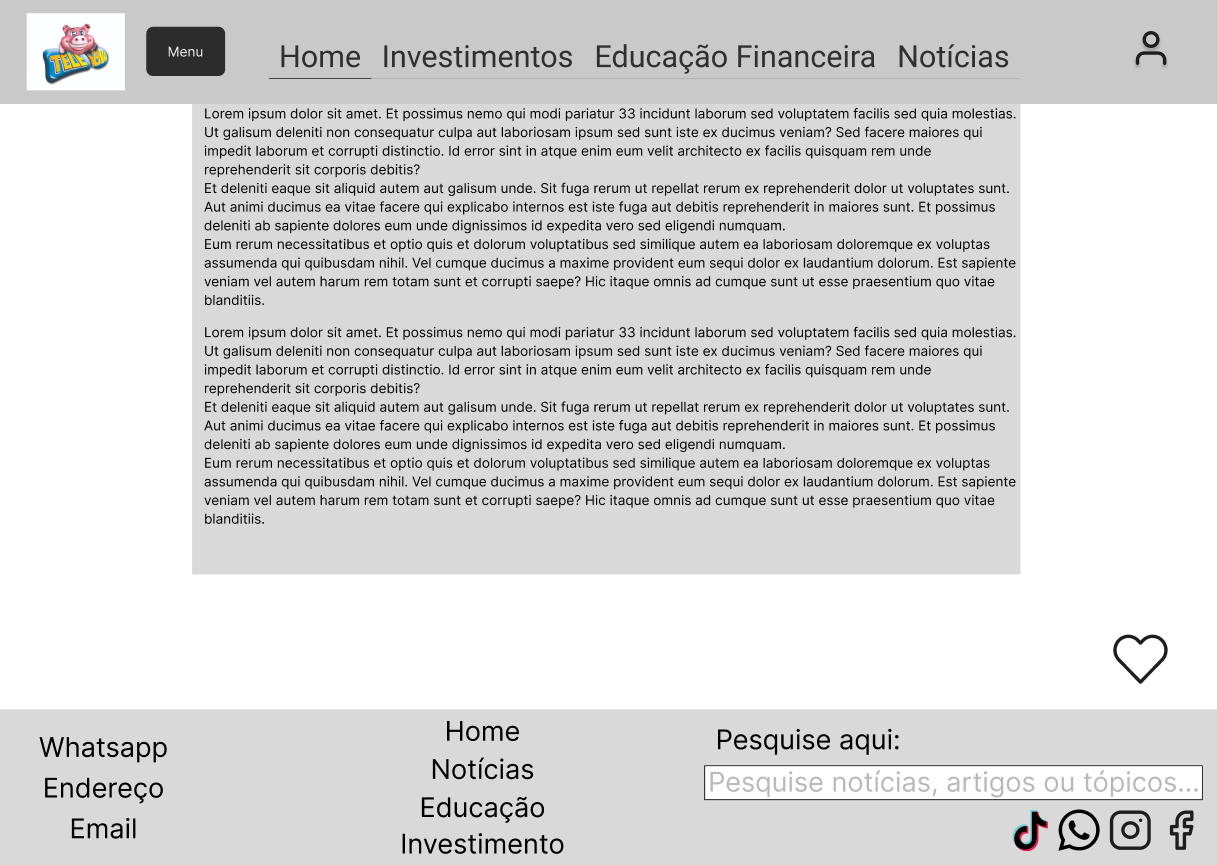 Menu
Home Investimentos Educação Financeira Notícias
Lorem ipsum dolor sit amet. Et possimus nemo qui modi pariatur 33 incidunt laborum sed voluptatem facilis sed quia molestias.
Ut galisum deleniti non consequatur culpa aut laboriosam ipsum sed sunt iste ex ducimus veniam? Sed facere maiores qui
impedit laborum et corrupti distinctio. Id error sint in atque enim eum velit architecto ex facilis quisquam rem unde
reprehenderit sit corporis debitis?
Et deleniti eaque sit aliquid autem aut galisum unde. Sit fuga rerum ut repellat rerum ex reprehenderit dolor ut voluptates sunt.
Aut animi ducimus ea vitae facere qui explicabo internos est iste fuga aut debitis reprehenderit in maiores sunt. Et possimus
deleniti ab sapiente dolores eum unde dignissimos id expedita vero sed eligendi numquam.
Eum rerum necessitatibus et optio quis et dolorum voluptatibus sed similique autem ea laboriosam doloremque ex voluptas
assumenda qui quibusdam nihil. Vel cumque ducimus a maxime provident eum sequi dolor ex laudantium dolorum. Est sapiente
veniam vel autem harum rem totam sunt et corrupti saepe? Hic itaque omnis ad cumque sunt ut esse praesentium quo vitae
blanditiis.
Lorem ipsum dolor sit amet. Et possimus nemo qui modi pariatur 33 incidunt laborum sed voluptatem facilis sed quia molestias.
Ut galisum deleniti non consequatur culpa aut laboriosam ipsum sed sunt iste ex ducimus veniam? Sed facere maiores qui
impedit laborum et corrupti distinctio. Id error sint in atque enim eum velit architecto ex facilis quisquam rem unde
reprehenderit sit corporis debitis?
Et deleniti eaque sit aliquid autem aut galisum unde. Sit fuga rerum ut repellat rerum ex reprehenderit dolor ut voluptates sunt.
Aut animi ducimus ea vitae facere qui explicabo internos est iste fuga aut debitis reprehenderit in maiores sunt. Et possimus
deleniti ab sapiente dolores eum unde dignissimos id expedita vero sed eligendi numquam.
Eum rerum necessitatibus et optio quis et dolorum voluptatibus sed similique autem ea laboriosam doloremque ex voluptas
assumenda qui quibusdam nihil. Vel cumque ducimus a maxime provident eum sequi dolor ex laudantium dolorum. Est sapiente
veniam vel autem harum rem totam sunt et corrupti saepe? Hic itaque omnis ad cumque sunt ut esse praesentium quo vitae
blanditiis.
Whatsapp
Endereço
Email
Home
Notícias
Educação
Investimento
Pesquise aqui:
Pesquise notícias, artigos ou tópicos...